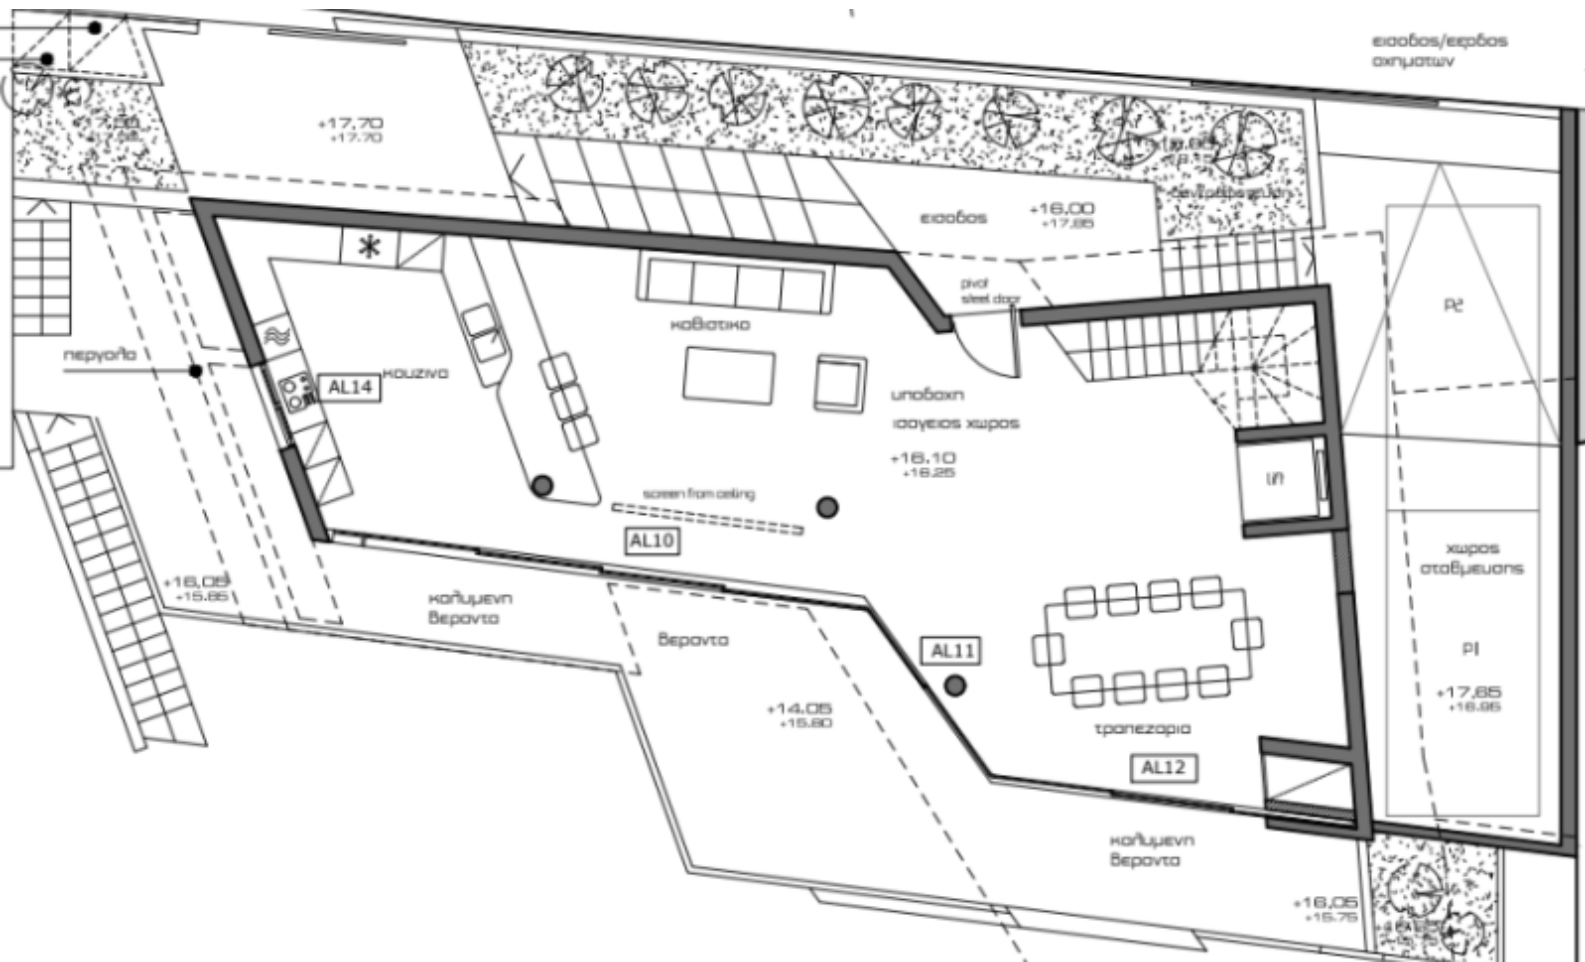 εισοδος/εξοδος
οχηματων
+17.70
+17.70
εισοδος
+16.00
+17.85
pivot
steel door
P2
περγολα
AL14
κουζινα
καθιστικο
υποδοχη
ισογειος χωρος
+16.10
+16.25
lift
screen from ceiling
AL10
χωρος
σταθμευσης
+16.05
+15.85
καλυμενη
βεραντα
βεραντα
AL11
P1
+17.65
+14.05
+15.80
τραπεζαρια
AL12
καλυμενη
βεραντα
+16.05
+15.75